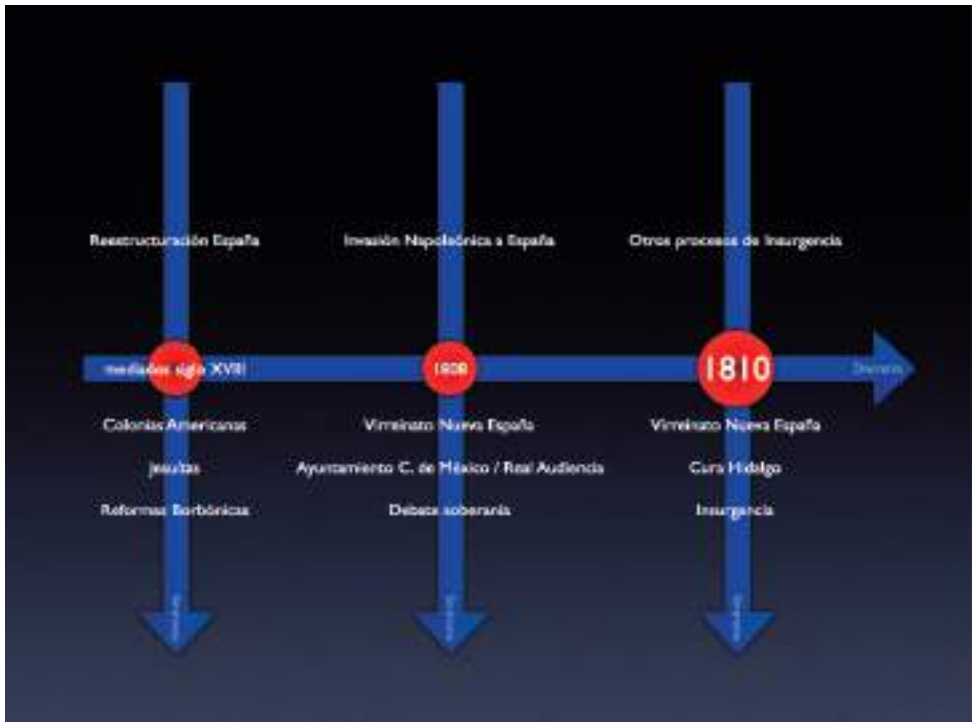 Reestructuración España
Invasión Napoleónica a España
Otros procesos de Insurgencia
mediados siglo XVIII
1808
1810
Colonias Americanas
Virreinato Nueva España
Virreinato Nueva España
Jesuitas
Ayuntamiento C. de México / Real Audiencia
Cura Hidalgo
Reformas Borbónicas
Debate soberanía
Insurgencia